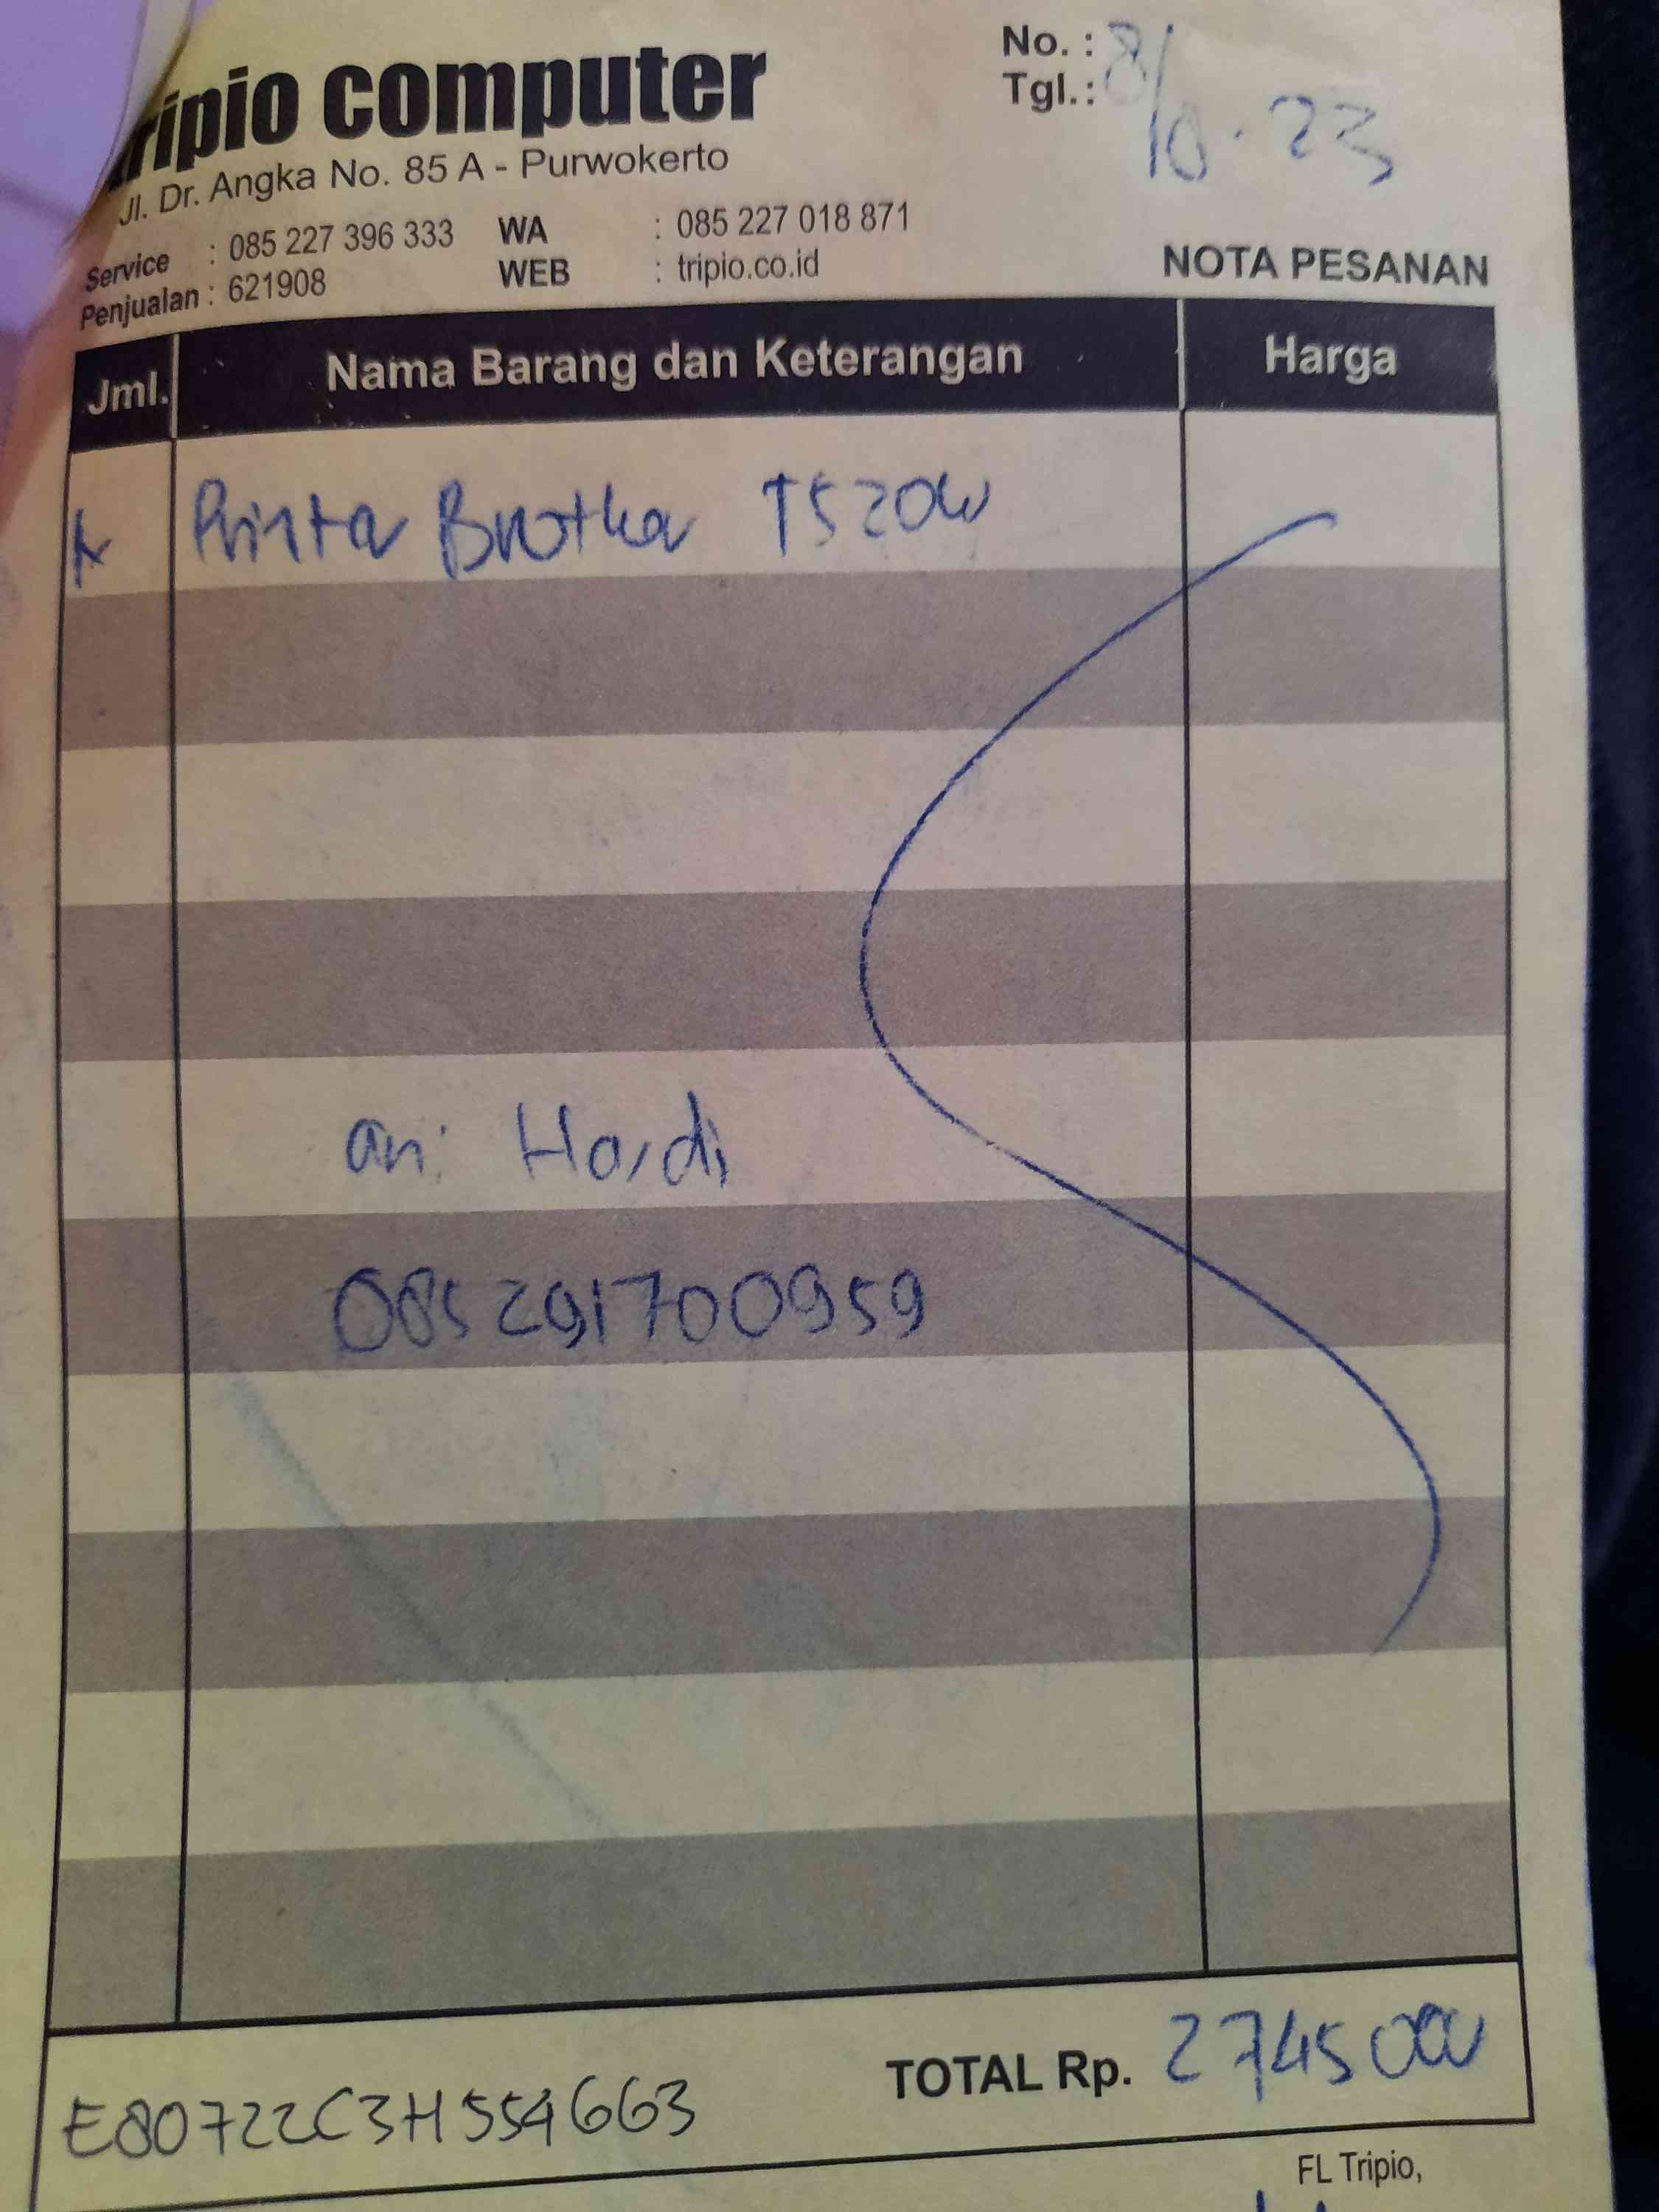 tripio computer
Jl. Dr. Angka No. 85 A - Purwokerto
Service : 085 227 396 333 WA : 085 227 018 871
Penjualan : 621908 WEB : tripio.co.id
No. :
Tgl. : 8/10.23
NOTA PESANAN
Jml. Nama Barang dan Keterangan Harga
Printer Brother T520W
an: Hardi
085291700959
TOTAL Rp. 2745000
E80722C3H554663
FL Tripio,